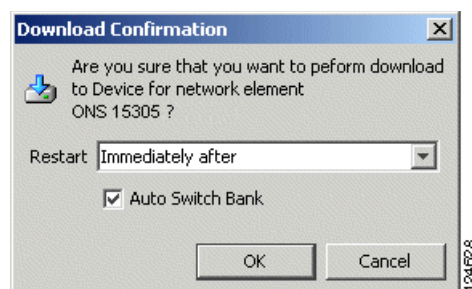 Download Confirmation
Are you sure that you want to peform download
to Device for network element
ONS 15305 ?
Restart Immediately after
Auto Switch Bank
OK Cancel
124628